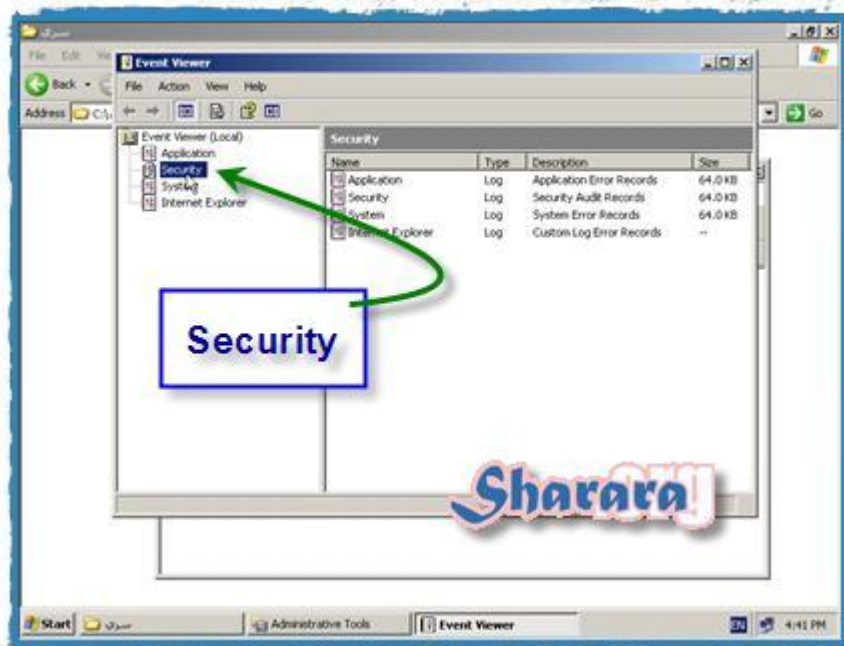 سري
File Edit
Event Viewer
Back
File Action View Help
Address C:\
Go
Event Viewer (Local)
Application
Security
System
Internet Explorer
Security
Name Type Description Size
Application Log Application Error Records 64.0 KB
Security Log Security Audit Records 64.0 KB
System Log System Error Records 64.0 KB
Internet Explorer Log Custom Log Error Records --
Security
Sharara
org
Start سري Administrative Tools Event Viewer EN 4:41 PM